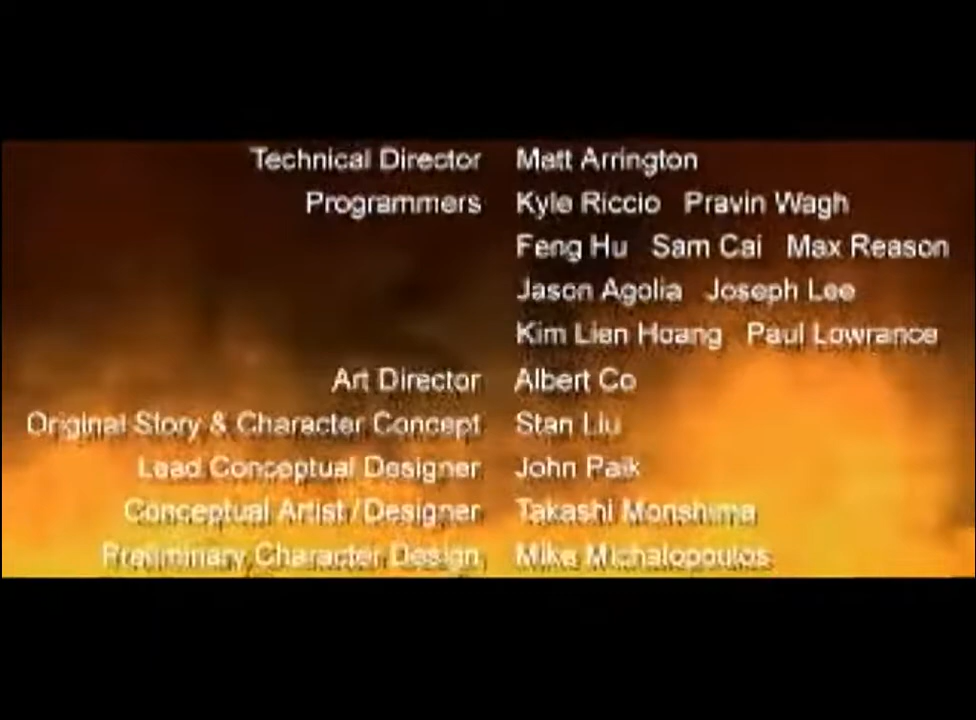 Technical Director Matt Arrington
Programmers Kyle Riccio Pravin Wagh
Feng Hu Sam Cai Max Reason
Jason Agolia Joseph Lee
Kim Lien Hoang Paul Lowrance
Art Director Albert Co
Original Story & Character Concept Stan Liu
Lead Conceptual Designer John Paik
Conceptual Artist/Designer Takashi Morishima
Preliminary Character Design Mike Michalopoulos